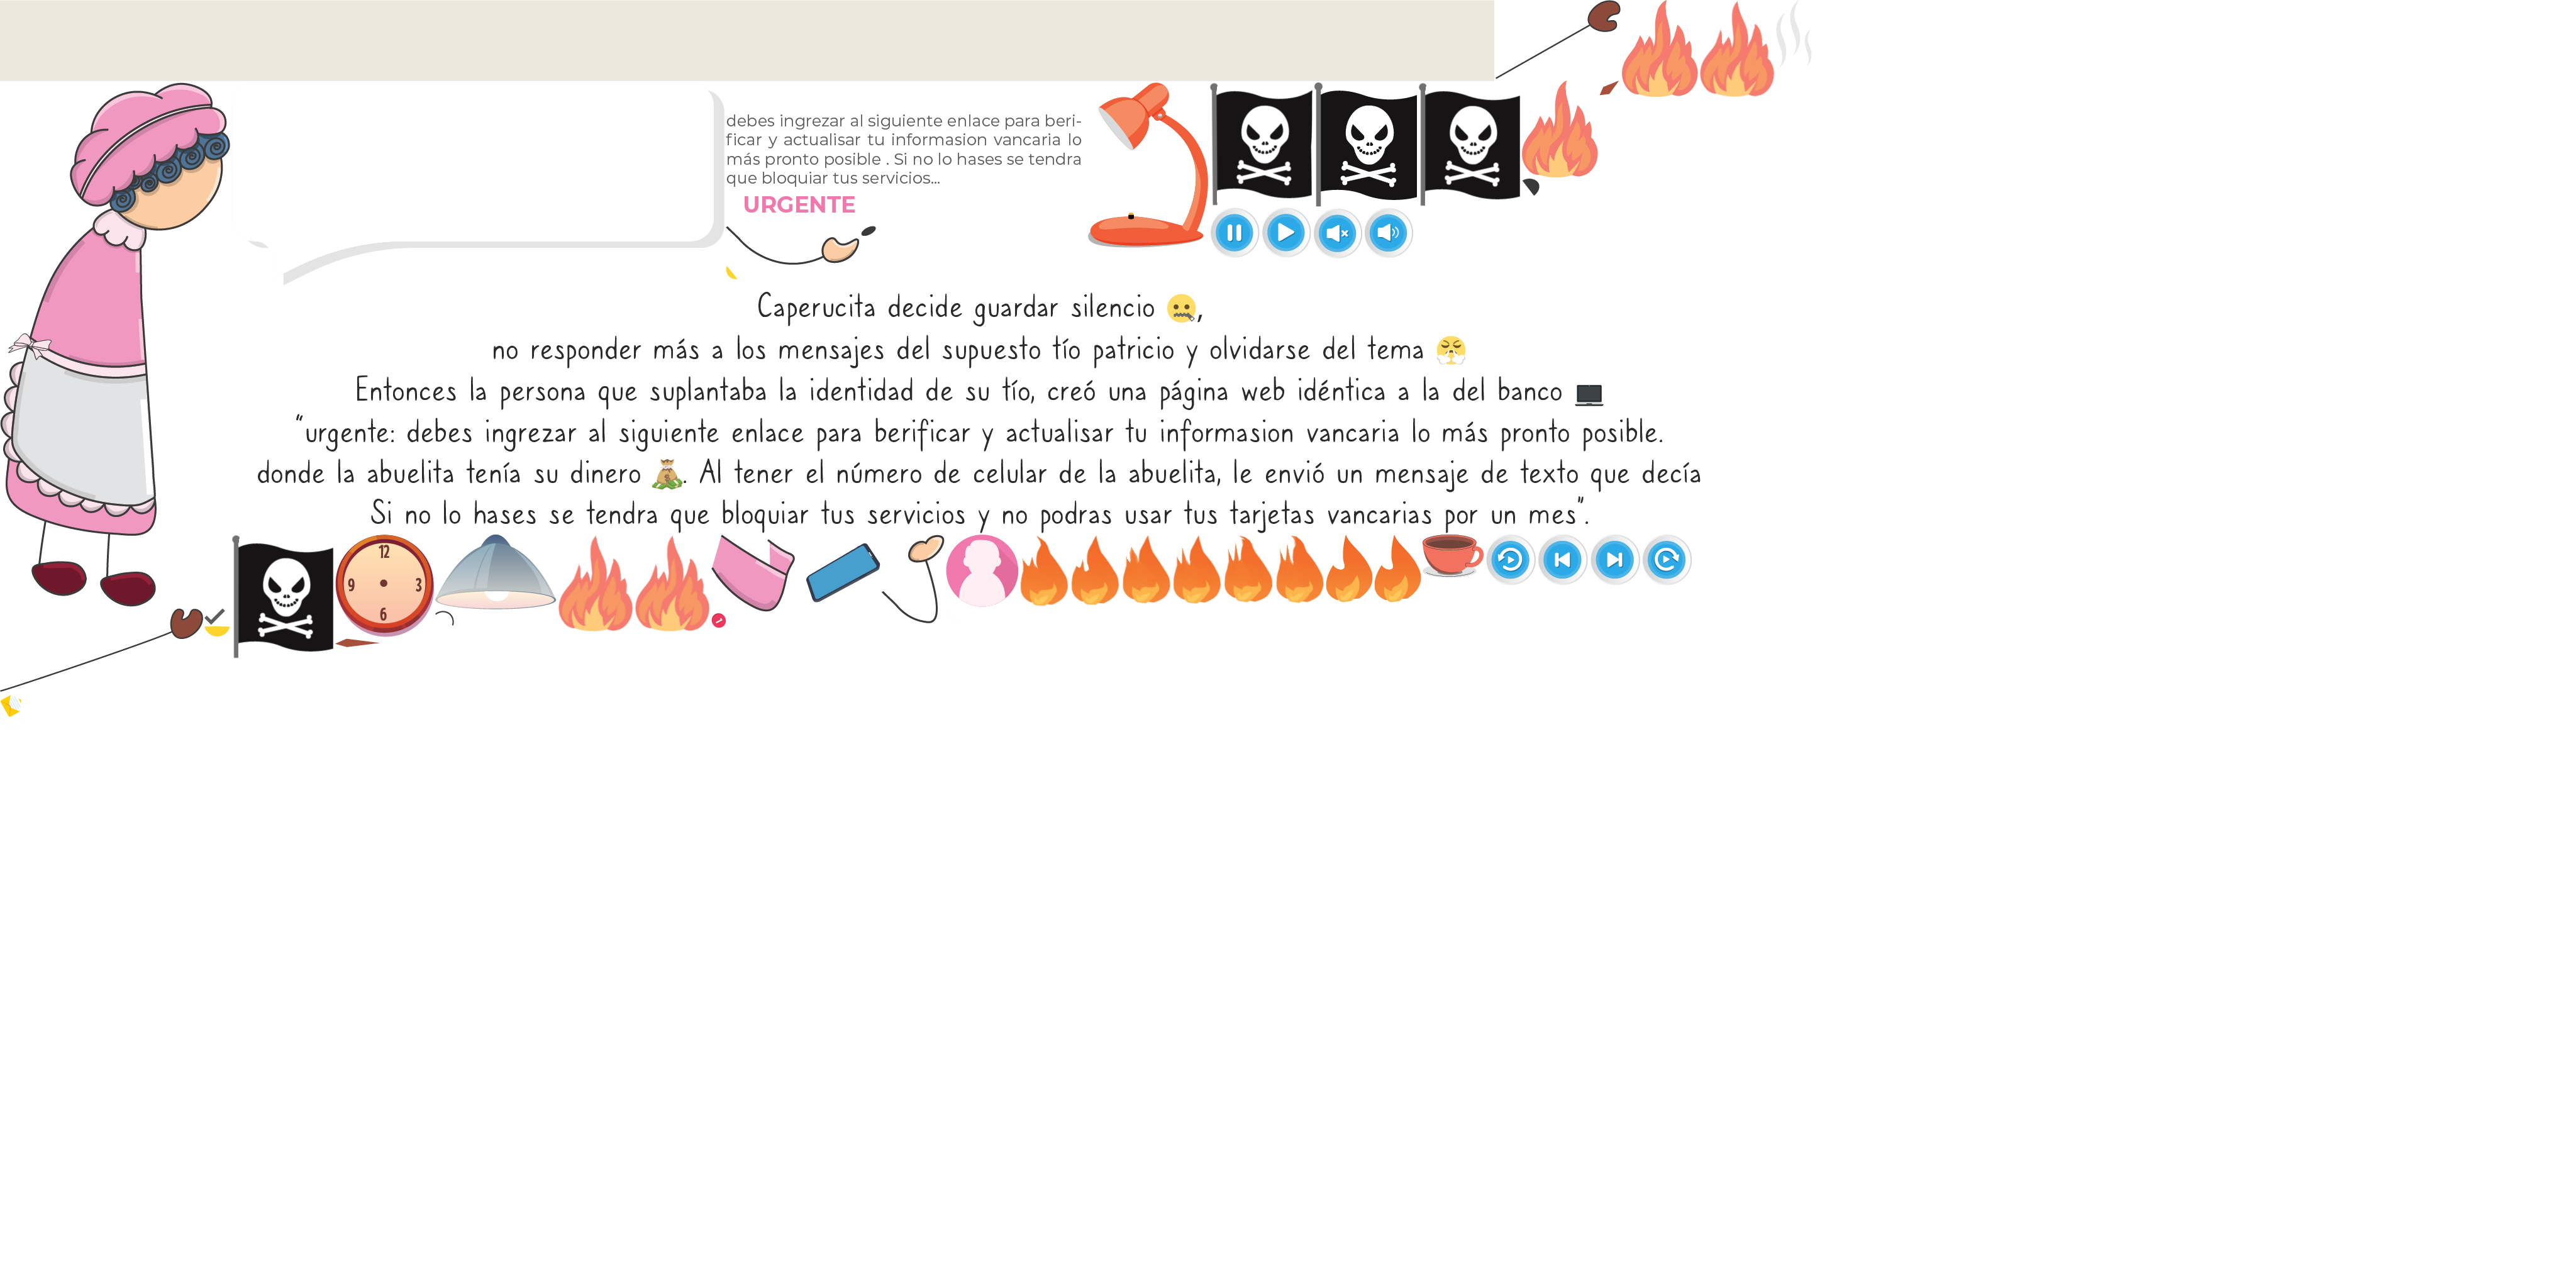 debes ingrezar al siguiente enlace para beri-
ficar y actualisar tu informasion vancaria lo
más pronto posible . Si no lo hases se tendra
que bloquiar tus servicios...
URGENTE
Caperucita decide guardar silencio 🤐,
no responder más a los mensajes del supuesto tío patricio y olvidarse del tema 😤
Entonces la persona que suplantaba la identidad de su tío, creó una página web idéntica a la del banco 💻
"urgente: debes ingrezar al siguiente enlace para berificar y actualisar tu informasion vancaria lo más pronto posible.
donde la abuelita tenía su dinero 💰. Al tener el número de celular de la abuelita, le envió un mensaje de texto que decía
Si no lo hases se tendra que bloquiar tus servicios y no podras usar tus tarjetas vancarias por un mes".
12
9 3
6